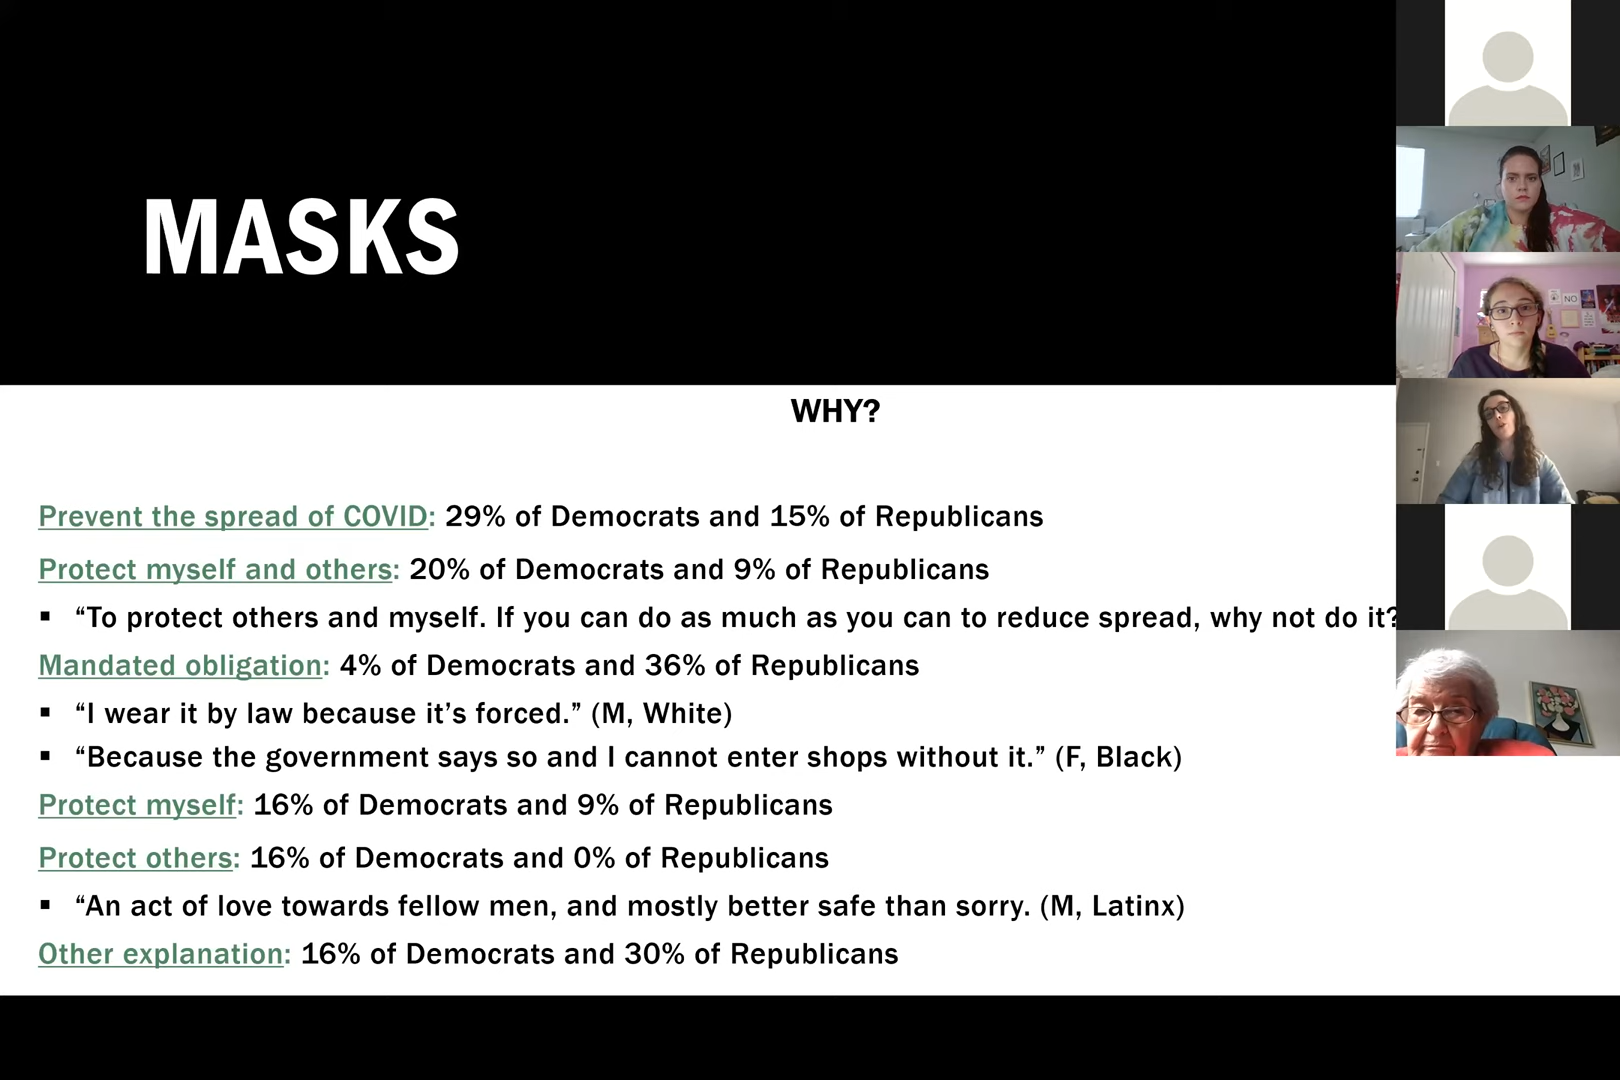 MASKS
WHY?
Prevent the spread of COVID: 29% of Democrats and 15% of Republicans
Protect myself and others: 20% of Democrats and 9% of Republicans
▪ “To protect others and myself. If you can do as much as you can to reduce spread, why not do it?
Mandated obligation: 4% of Democrats and 36% of Republicans
▪ “I wear it by law because it’s forced.” (M, White)
▪ “Because the government says so and I cannot enter shops without it.” (F, Black)
Protect myself: 16% of Democrats and 9% of Republicans
Protect others: 16% of Democrats and 0% of Republicans
▪ “An act of love towards fellow men, and mostly better safe than sorry. (M, Latinx)
Other explanation: 16% of Democrats and 30% of Republicans
NO